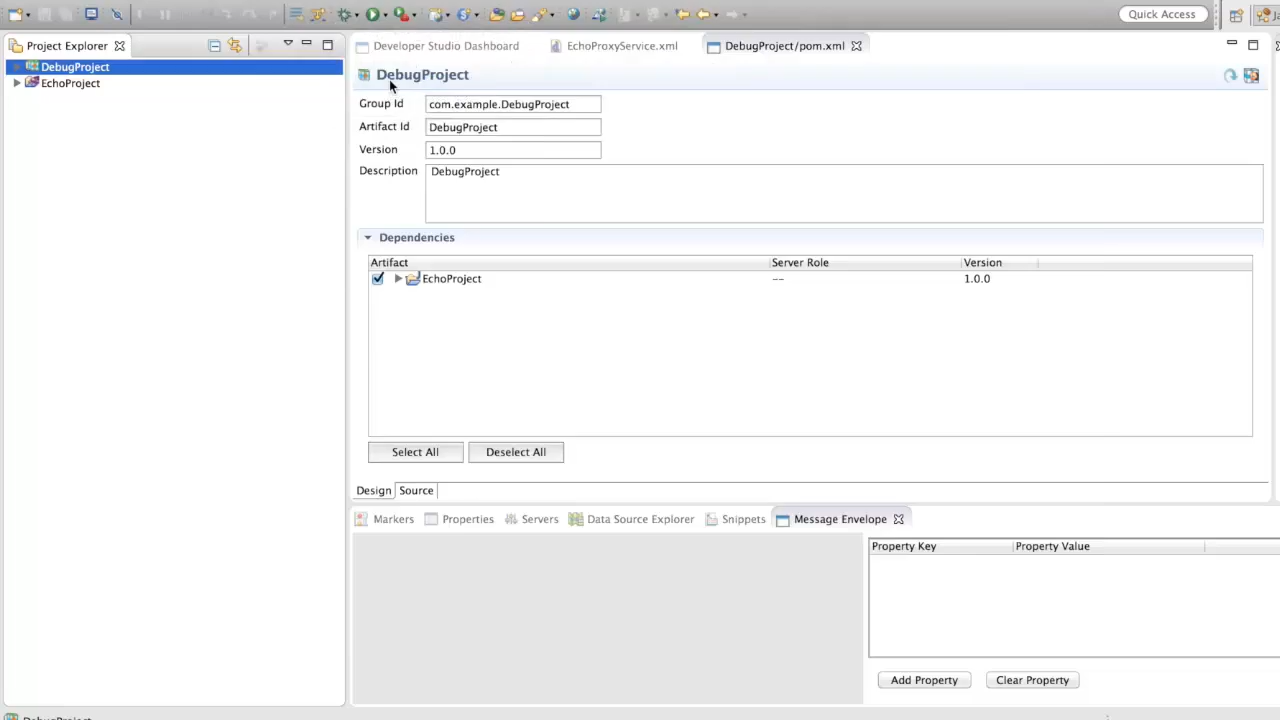 Quick Access
Project Explorer
Developer Studio Dashboard
EchoProxyService.xml
DebugProject/pom.xml
DebugProject
EchoProject
DebugProject
Group Id
com.example.DebugProject
Artifact Id
DebugProject
Version
1.0.0
Description
DebugProject
Dependencies
Artifact
Server Role
Version
EchoProject
--
1.0.0
Select All
Deselect All
Design
Source
Markers
Properties
Servers
Data Source Explorer
Snippets
Message Envelope
Property Key
Property Value
Add Property
Clear Property
DebugProject